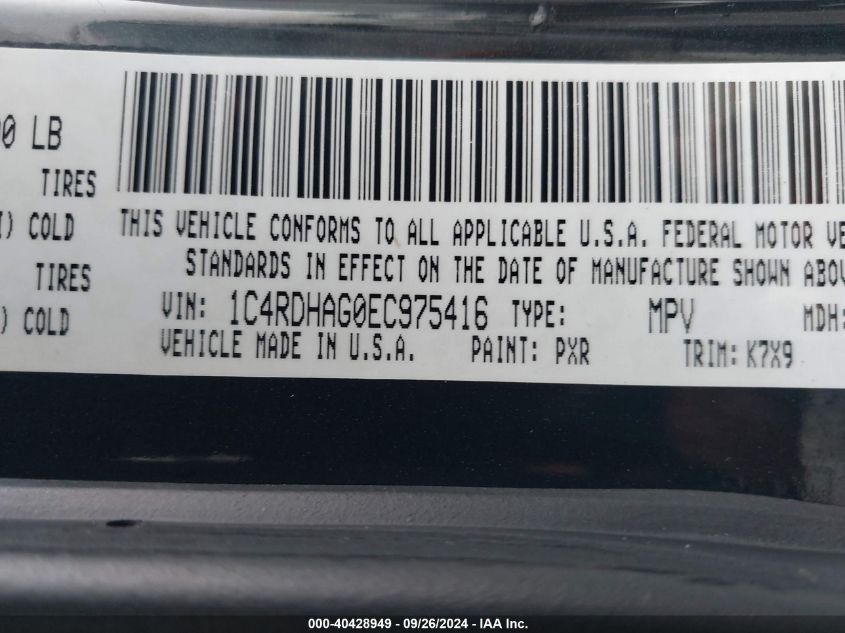 00 LB
TIRES
) COLD
TIRES
) COLD
THIS VEHICLE CONFORMS TO ALL APPLICABLE U.S.A. FEDERAL MOTOR VE
STANDARDS IN EFFECT ON THE DATE OF MANUFACTURE SHOWN ABOV
VIN: 1C4RDHAG0EC975416 TYPE: MPV MDH:
VEHICLE MADE IN U.S.A. PAINT: PXR TRIM: K7X9
000-40428949 - 09/26/2024 - IAA Inc.